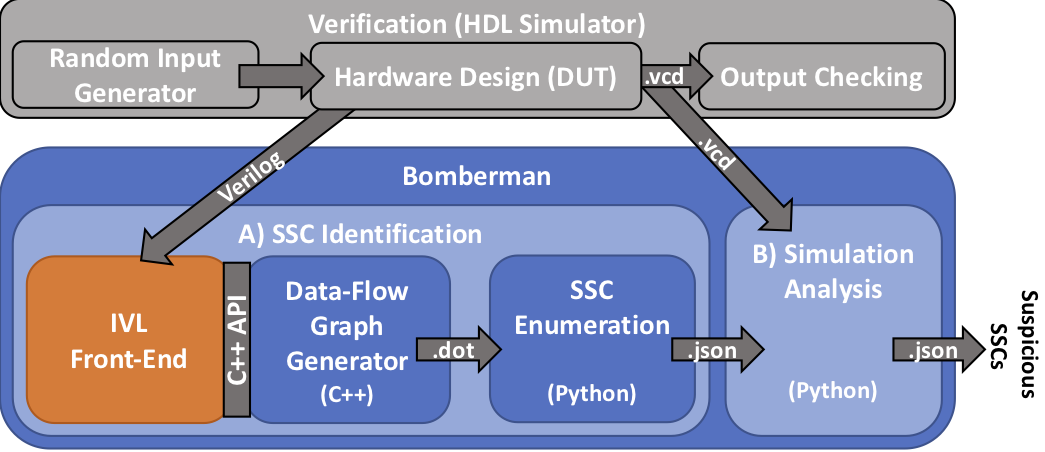 Verification (HDL Simulator)
Random Input
Generator
Hardware Design (DUT)
.vcd
Output Checking
Verilog
.vcd
Bomberman
A) SSC Identification
B) Simulation
Analysis
IVL
Front-End
C++ API
Data-Flow
Graph
Generator
(C++)
.dot
SSC
Enumeration
(Python)
.json
(Python)
.json
Suspicious
SSCs